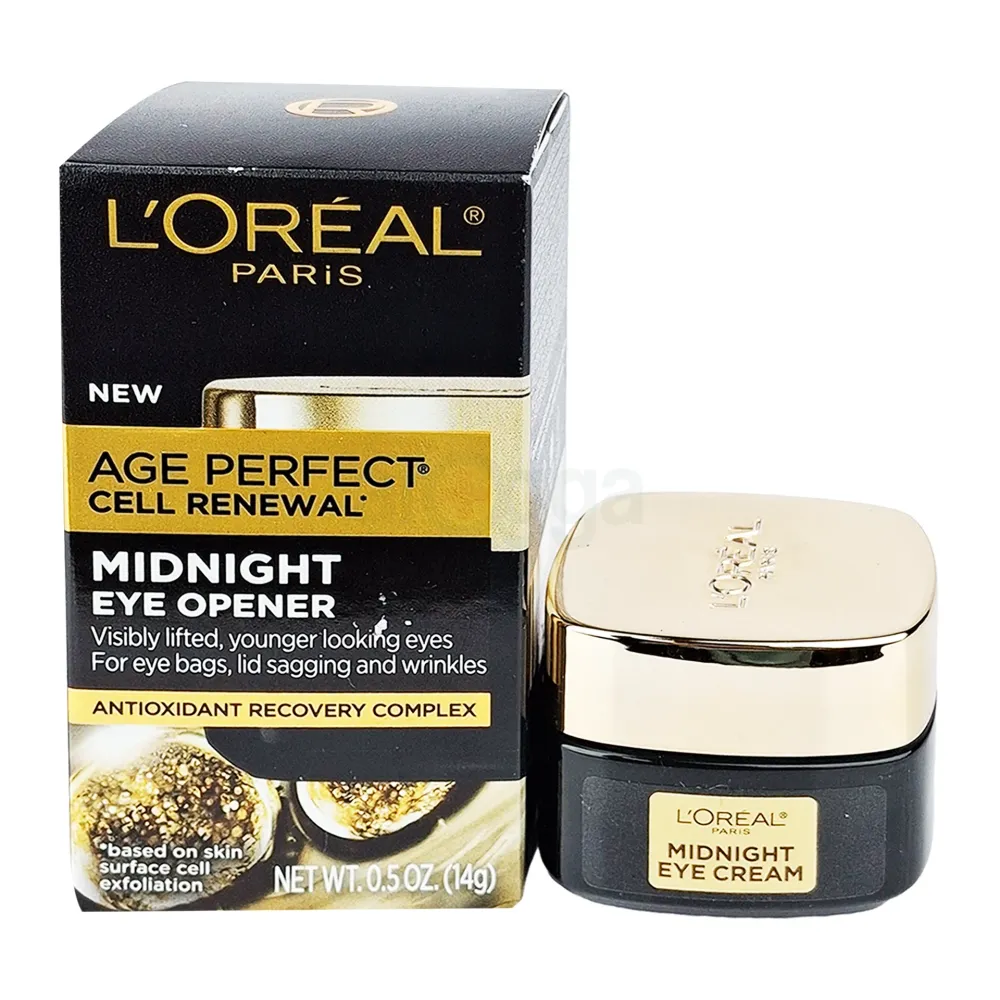 L'ORÉAL®
PARiS
NEW
AGE PERFECT®
CELL RENEWAL*
MIDNIGHT
EYE OPENER
Visibly lifted, younger looking eyes
For eye bags, lid sagging and wrinkles
ANTIOXIDANT RECOVERY COMPLEX
*based on skin
surface cell
exfoliation
NET WT. 0.5 OZ. (14g)
L'ORÉAL
PARIS
L'ORÉAL®
PARIS
MIDNIGHT
EYE CREAM